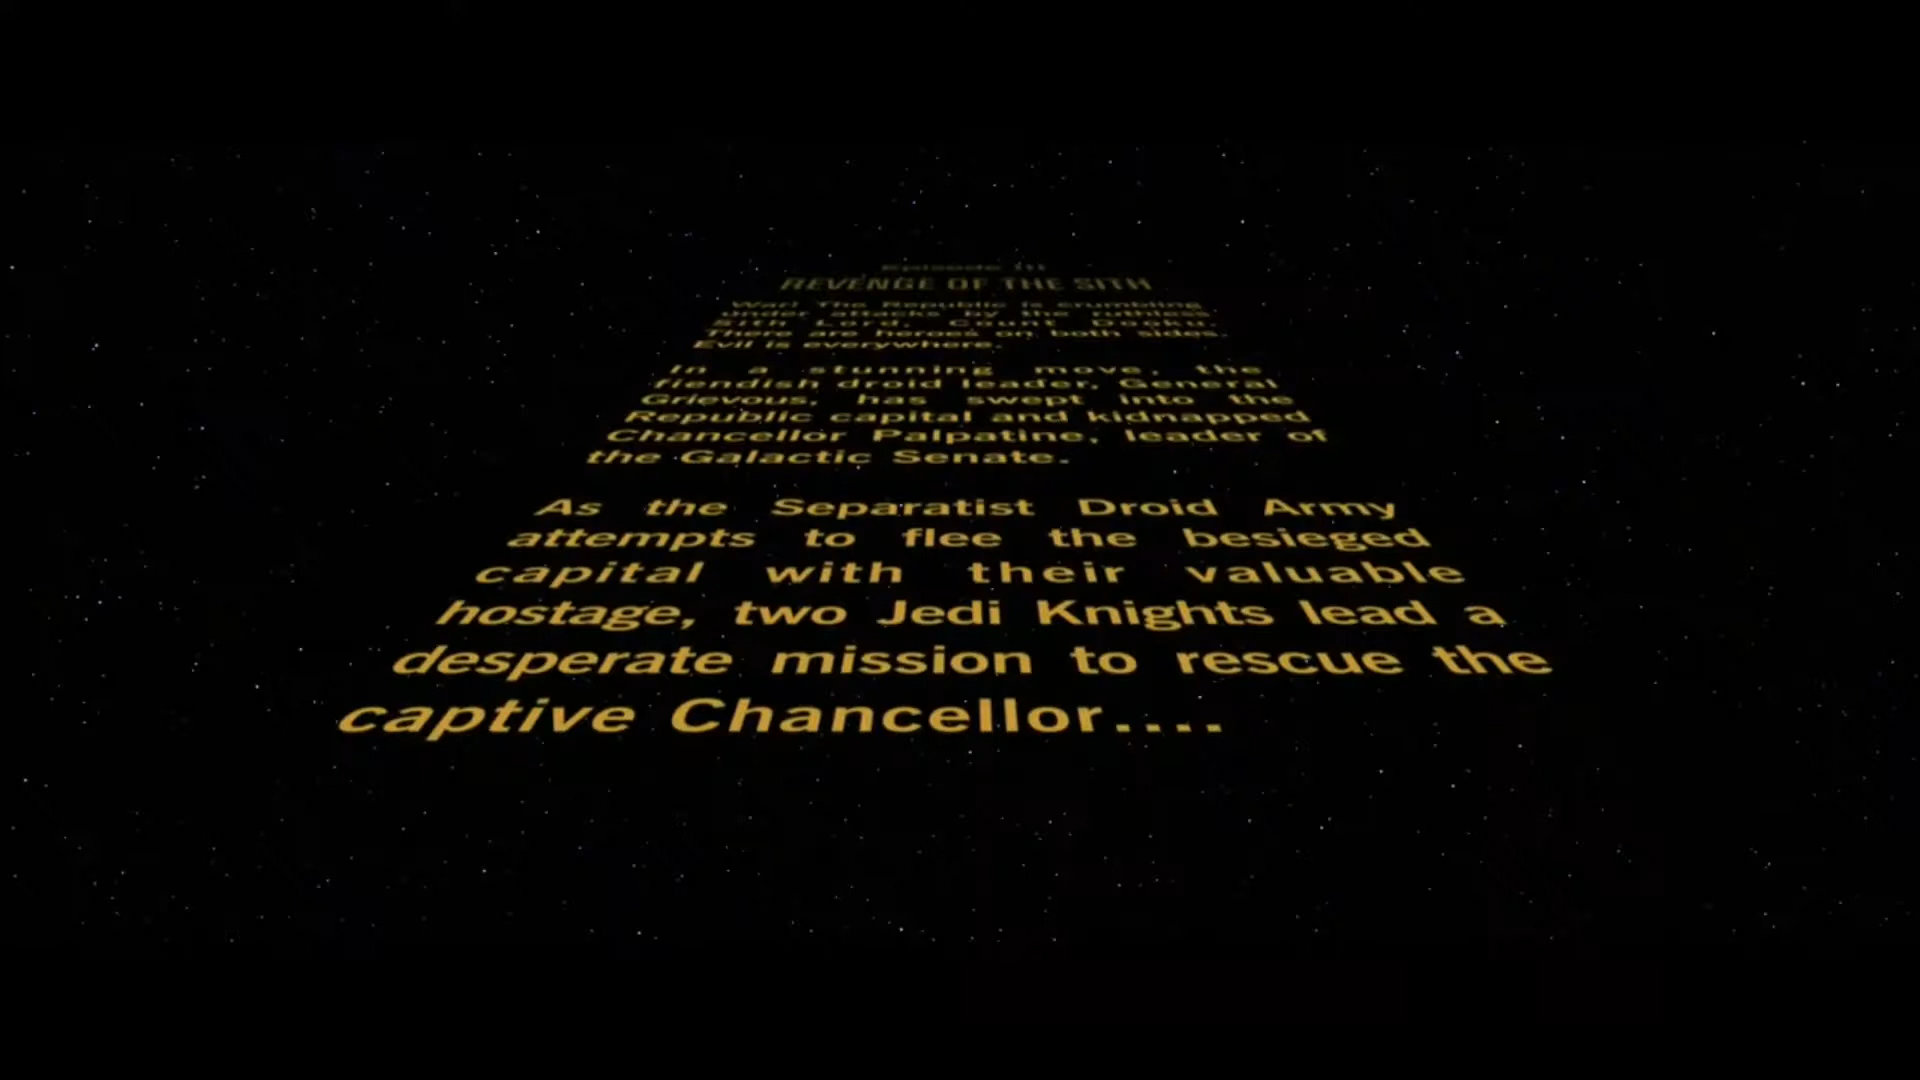 Episode III
REVENGE OF THE SITH
War! The Republic is crumbling
under attacks by the ruthless
Sith Lord, Count Dooku.
There are heroes on both sides.
Evil is everywhere.
In a stunning move, the
fiendish droid leader, General
Grievous, has swept into the
Republic capital and kidnapped
Chancellor Palpatine, leader of
the Galactic Senate.
As the Separatist Droid Army
attempts to flee the besieged
capital with their valuable
hostage, two Jedi Knights lead a
desperate mission to rescue the
captive Chancellor....